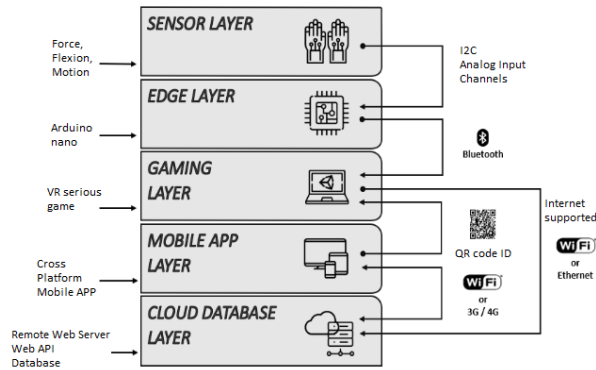 SENSOR LAYER
Force,
Flexion,
Motion
I2C
Analog Input
Channels
EDGE LAYER
Arduino
nano
Bluetooth
GAMING
LAYER
VR serious
game
Internet
supported
WiFi
or
Ethernet
QR code ID
MOBILE APP
LAYER
Cross
Platform
Mobile APP
WiFi
or
3G / 4G
CLOUD DATABASE
LAYER
Remote Web Server
Web API
Database